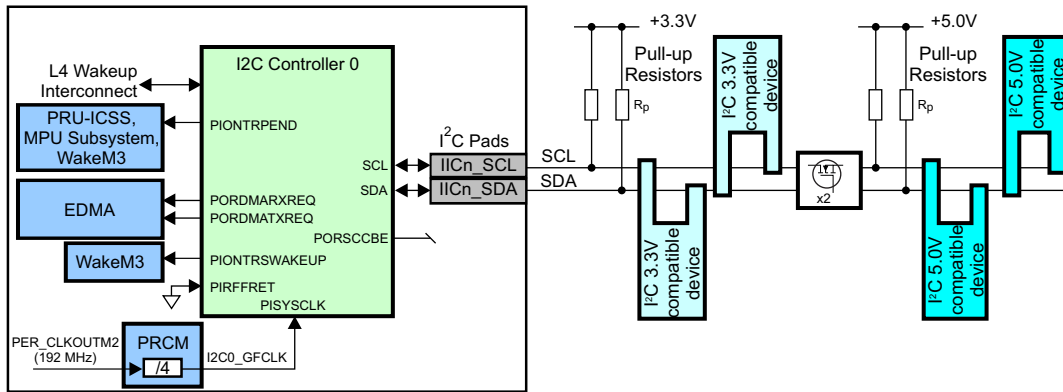 I2C Controller 0
L4 Wakeup
Interconnect
PRU-ICSS,
MPU Subsystem,
WakeM3
PIONTRPEND
EDMA
PORDMARXREQ
PORDMATXREQ
WakeM3
PIONTRSWAKEUP
PIRFFRET
PISYSCLK
SCL
SDA
PORSCCBE
I2C Pads
IICn_SCL
IICn_SDA
PRCM
/4
PER_CLKOUTM2
(192 MHz)
I2C0_GFCLK
SCL
SDA
+3.3V
Pull-up
Resistors
Rp
I²C 3.3V
compatible
device
I²C 3.3V
compatible
device
x2
+5.0V
Pull-up
Resistors
Rp
I²C 5.0V
compatible
device
I²C 5.0V
compatible
device